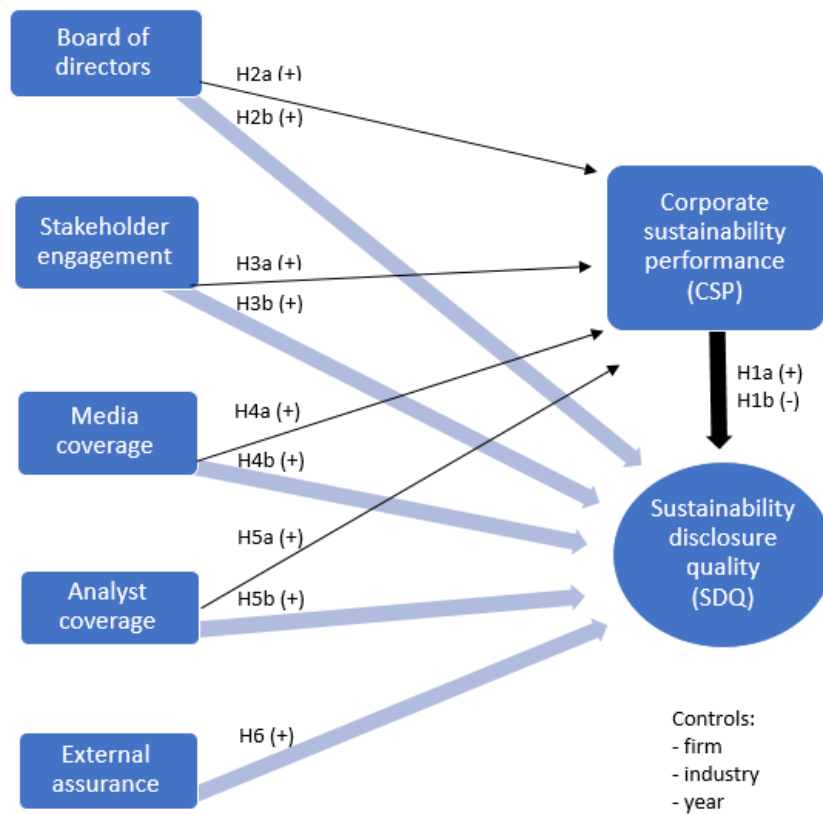 Board of
directors
H2a (+)
H2b (+)
Corporate
sustainability
performance
(CSP)
Stakeholder
engagement
H3a (+)
H3b (+)
H1a (+)
H1b (-)
Media
coverage
H4a (+)
H4b (+)
Sustainability
disclosure
quality
(SDQ)
H5a (+)
Analyst
coverage
H5b (+)
External
assurance
H6 (+)
Controls:
- firm
- industry
- year